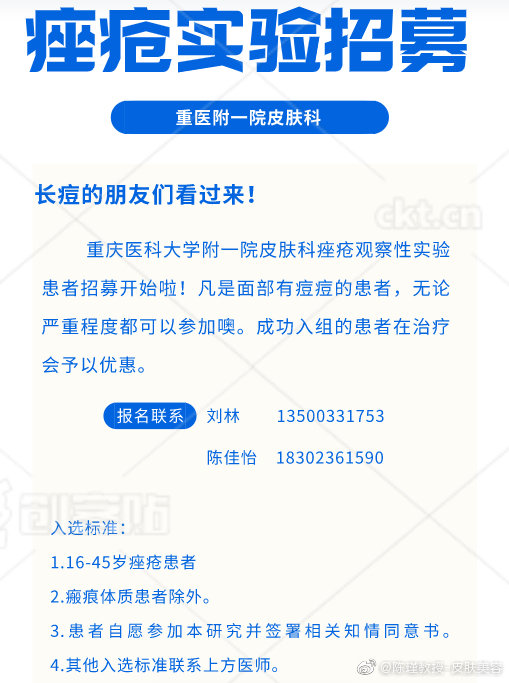 痤疮实验招募
重医附一院皮肤科
长痘的朋友们看过来！
重庆医科大学附一院皮肤科痤疮观察性实验
患者招募开始啦！凡是面部有痘痘的患者，无论
严重程度都可以参加噢。成功入组的患者在治疗
会予以优惠。
报名联系 刘林 13500331753
陈佳怡 18302361590
入选标准：
1.16-45岁痤疮患者
2.瘢痕体质患者除外。
3.患者自愿参加本研究并签署相关知情同意书。
4.其他入选标准联系上方医师。
ckt.cn
创客贴
@陈瑾教授-皮肤美容